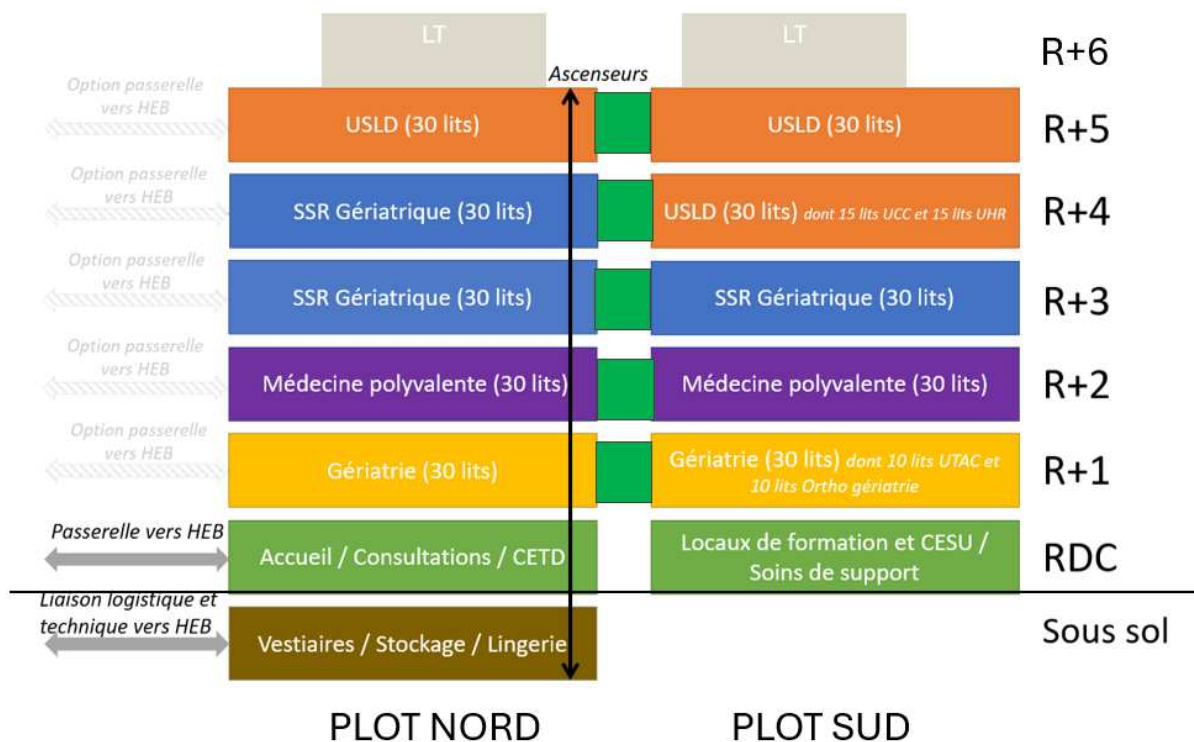 LT
LT
R+6
Ascenseurs
Option passerelle
vers HEB
USLD (30 lits)
USLD (30 lits)
R+5
Option passerelle
vers HEB
SSR Gériatrique (30 lits)
USLD (30 lits) dont 15 lits UCC et 15 lits UHR
R+4
Option passerelle
vers HEB
SSR Gériatrique (30 lits)
SSR Gériatrique (30 lits)
R+3
Option passerelle
vers HEB
Médecine polyvalente (30 lits)
Médecine polyvalente (30 lits)
R+2
Option passerelle
vers HEB
Gériatrie (30 lits)
Gériatrie (30 lits) dont 10 lits UTAC et
10 lits Ortho gériatrie
R+1
Passerelle vers HEB
Accueil / Consultations / CETD
Locaux de formation et CESU /
Soins de support
RDC
Liaison logistique et
technique vers HEB
Vestiaires / Stockage / Lingerie
Sous sol
PLOT NORD
PLOT SUD